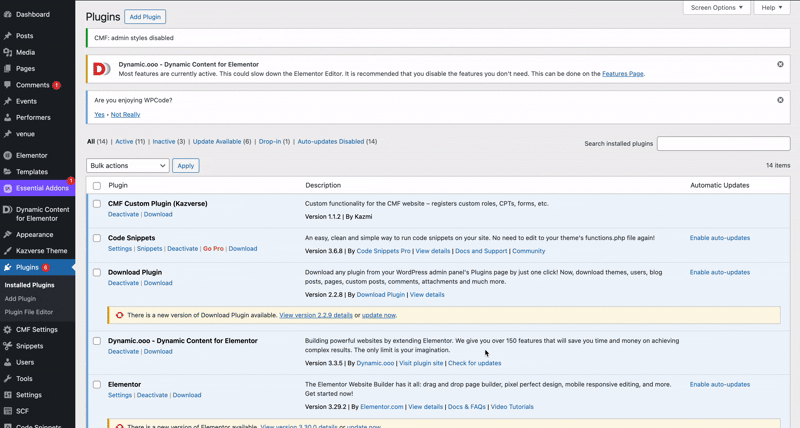 Screen Options ▼ Help ▼
Dashboard
Posts
Media
Pages
Comments 1
Events
Performers
venue
Elementor
Templates
Essential Addons 1
Dynamic Content
for Elementor
Appearance
Kazverse Theme
Plugins 6
Installed Plugins
Add Plugin
Plugin File Editor
CMF Settings
Snippets
Users
Tools
Settings
SCF
Code Snippets
Plugins Add Plugin
CMF: admin styles disabled
Dynamic.ooo - Dynamic Content for Elementor
Most features are currently active. This could slow down the Elementor Editor. It is recommended that you disable the features you don't need. This can be done on the Features Page.
Are you enjoying WPCode?
Yes · Not Really
All (14) | Active (11) | Inactive (3) | Update Available (6) | Drop-in (1) | Auto-updates Disabled (14)
Search installed plugins
Bulk actions Apply
14 items
Plugin Description Automatic Updates
CMF Custom Plugin (Kazverse)
Deactivate | Download
Custom functionality for the CMF website – registers custom roles, CPTs, forms, etc.
Version 1.1.2 | By Kazmi
Code Snippets
Settings | Snippets | Deactivate | Go Pro | Download
An easy, clean and simple way to run code snippets on your site. No need to edit to your theme's functions.php file again!
Version 3.6.8 | By Code Snippets Pro | View details | Docs and Support | Community
Enable auto-updates
Download Plugin
Deactivate | Download
Download any plugin from your WordPress admin panel's Plugins page by just one click! Now, download themes, users, blog
posts, pages, custom posts, comments, attachments and much more.
Version 2.2.8 | By Download Plugin | View details
Enable auto-updates
There is a new version of Download Plugin available. View version 2.2.9 details or update now.
Dynamic.ooo - Dynamic Content for Elementor
Deactivate | Download
Building powerful websites by extending Elementor. We give you over 150 features that will save you time and money on achieving
complex results. The only limit is your imagination.
Version 3.3.5 | By Dynamic.ooo | Visit plugin site | Check for updates
Elementor
Settings | Deactivate | Download
The Elementor Website Builder has it all: drag and drop page builder, pixel perfect design, mobile responsive editing, and more.
Get started now!
Version 3.29.2 | By Elementor.com | View details | Docs & FAQs | Video Tutorials
Enable auto-updates
There is a new version of Elementor available. View version 3.30.0 details or update now.